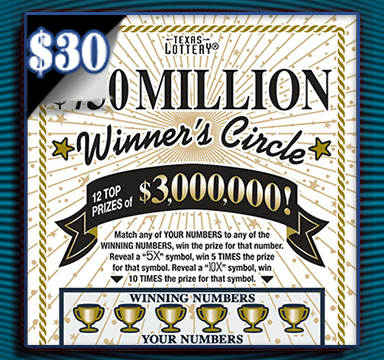 $30
TEXAS
LOTTERY®
0 MILLION
Winner's Circle
12 TOP
PRIZES of
$3,000,000!
Match any of YOUR NUMBERS to any of the
WINNING NUMBERS, win the prize for that number.
Reveal a "5X" symbol, win 5 TIMES the prize
for that symbol. Reveal a "10X" symbol, win
10 TIMES the prize for that symbol.
WINNING NUMBERS
YOUR NUMBERS